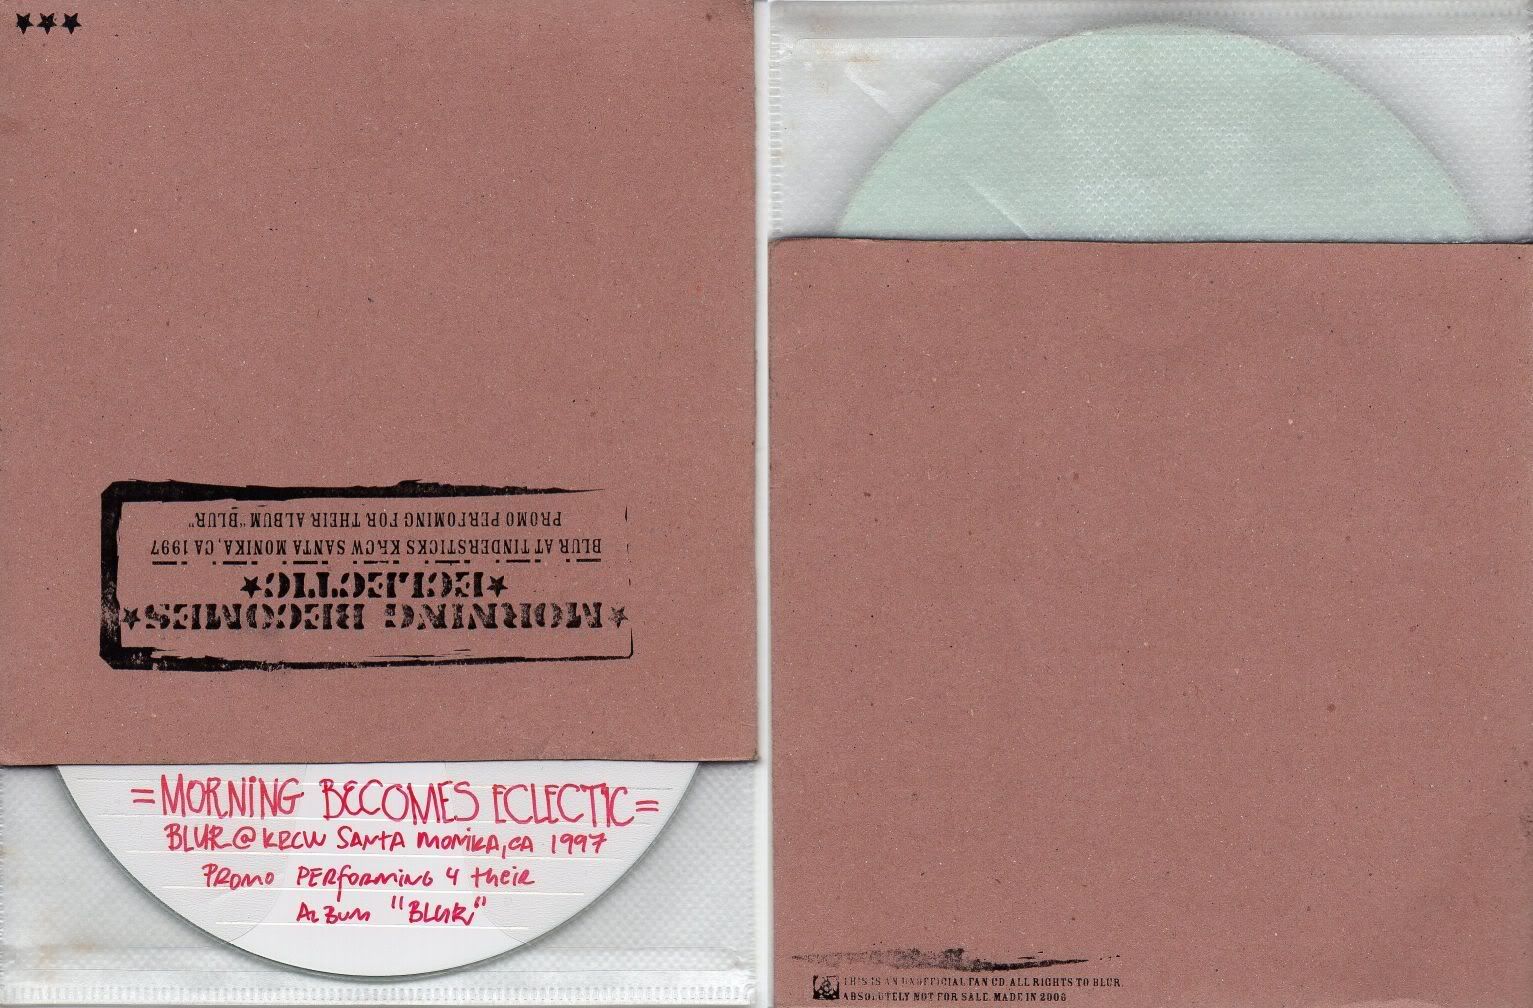 ★MORNING BECOMES★
★ECLECTIC★
BLUR AT TINDERSTICKS KRCW SANTA MONIKA, CA 1997
PROMO PERFOMING FOR THEIR ALBUM "BLUR"
=MORNING BECOMES ECLECTIC=
BLUR @ KRCW SANTA MONIKA, CA 1997
PROMO PERFORMING 4 their
ALBUM "BLUR"
THIS IS AN UNOFFICIAL FAN CD. ALL RIGHTS TO BLUR.
ABSOLUTELY NOT FOR SALE. MADE IN 2006